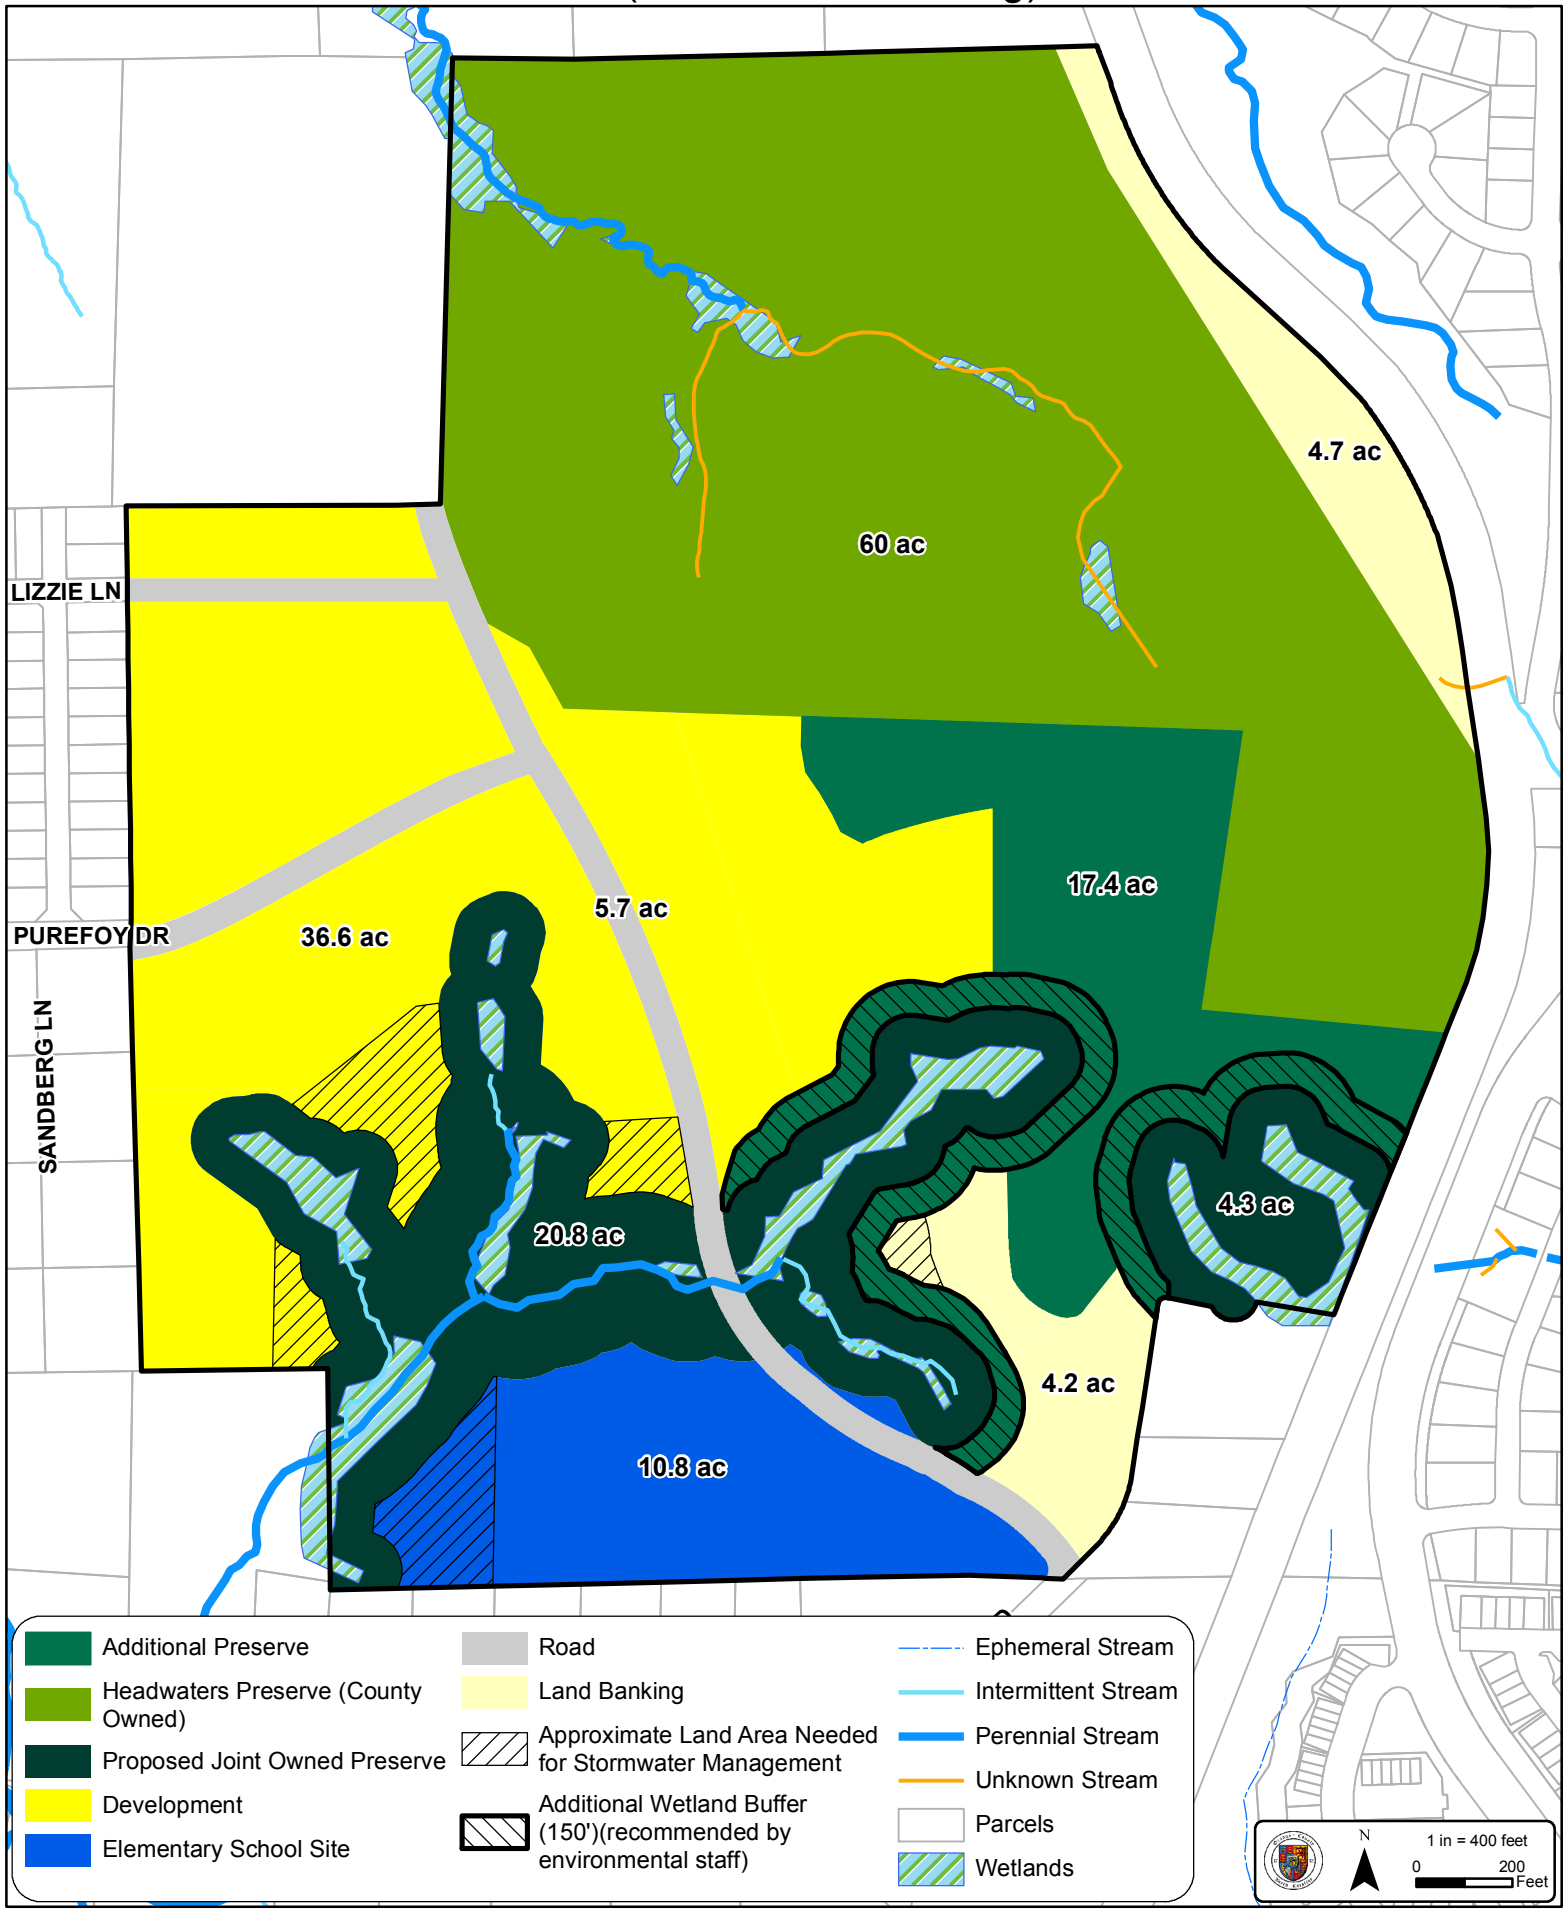 4.7 ac
60 ac
LIZZIE LN
17.4 ac
5.7 ac
PUREFOY DR
36.6 ac
SANDBERG LN
4.3 ac
20.8 ac
4.2 ac
10.8 ac
Additional Preserve
Headwaters Preserve (County
Owned)
Proposed Joint Owned Preserve
Development
Elementary School Site
Road
Land Banking
Approximate Land Area Needed
for Stormwater Management
Additional Wetland Buffer
(150')(recommended by
environmental staff)
Ephemeral Stream
Intermittent Stream
Perennial Stream
Unknown Stream
Parcels
Wetlands
N
1 in = 400 feet
0 200
Feet